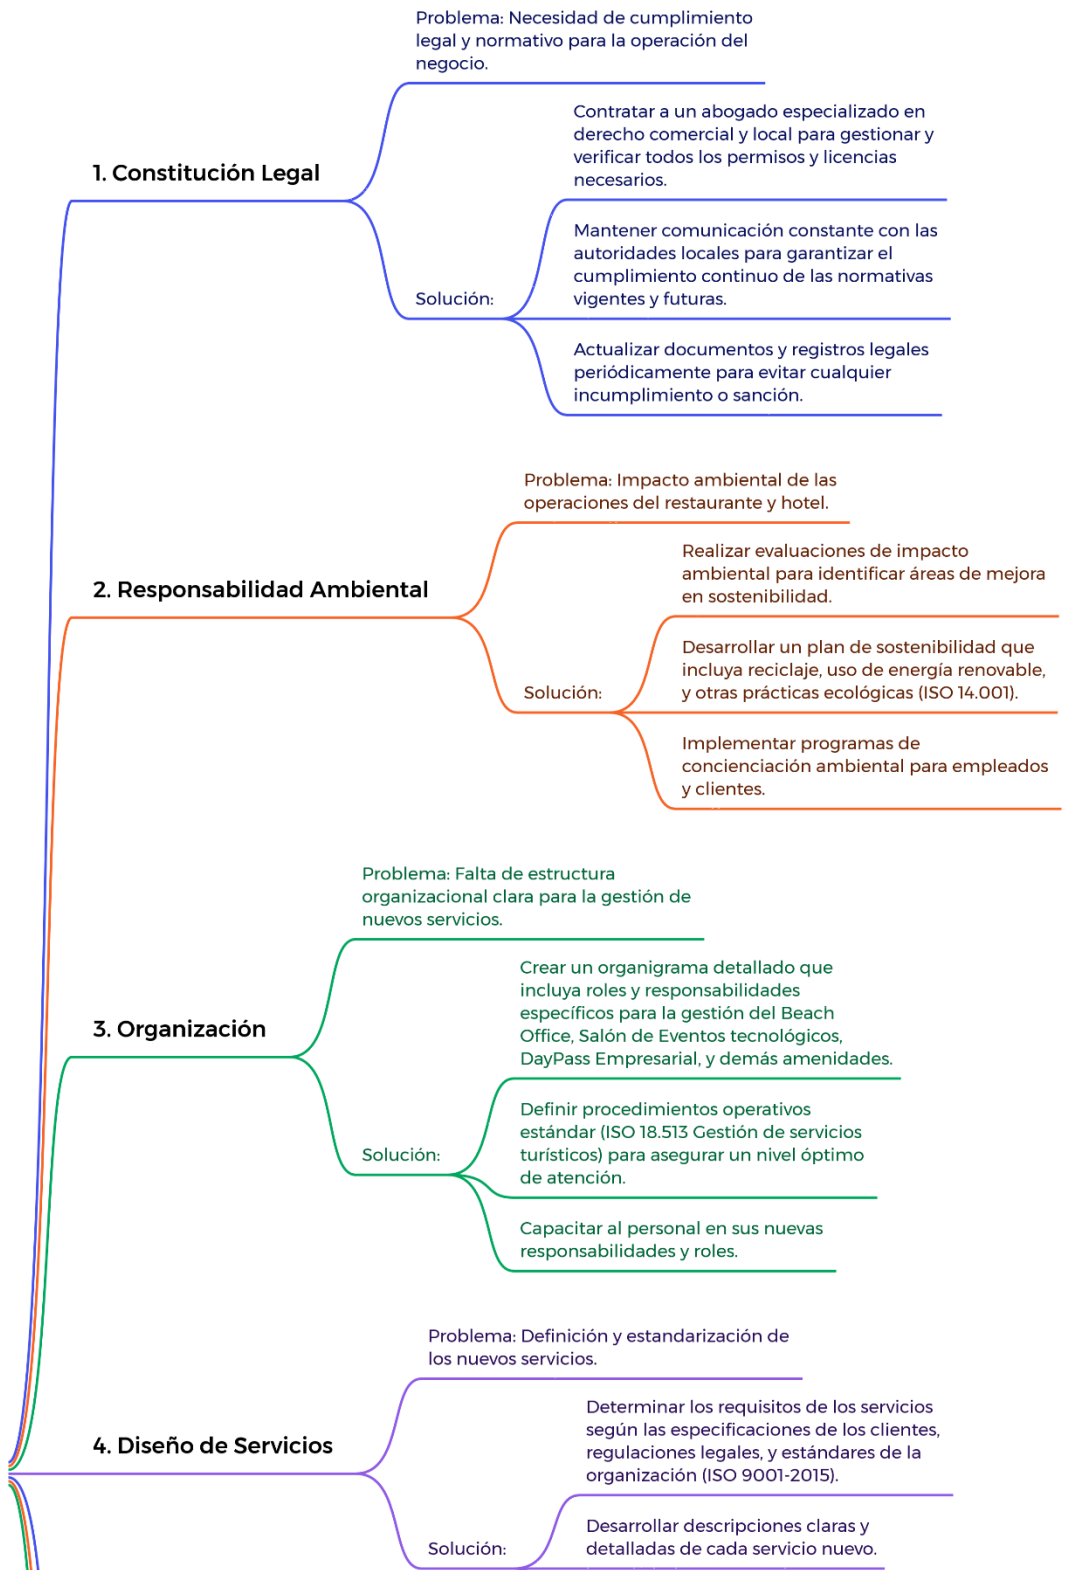 Problema: Necesidad de cumplimiento
legal y normativo para la operación del
negocio.
1. Constitución Legal
Contratar a un abogado especializado en
derecho comercial y local para gestionar y
verificar todos los permisos y licencias
necesarios.
Mantener comunicación constante con las
autoridades locales para garantizar el
cumplimiento continuo de las normativas
vigentes y futuras.
Solución:
Actualizar documentos y registros legales
periódicamente para evitar cualquier
incumplimiento o sanción.
Problema: Impacto ambiental de las
operaciones del restaurante y hotel.
2. Responsabilidad Ambiental
Realizar evaluaciones de impacto
ambiental para identificar áreas de mejora
en sostenibilidad.
Desarrollar un plan de sostenibilidad que
incluya reciclaje, uso de energía renovable,
y otras prácticas ecológicas (ISO 14.001).
Solución:
Implementar programas de
concienciación ambiental para empleados
y clientes.
Problema: Falta de estructura
organizacional clara para la gestión de
nuevos servicios.
3. Organización
Crear un organigrama detallado que
incluya roles y responsabilidades
específicos para la gestión del Beach
Office, Salón de Eventos tecnológicos,
DayPass Empresarial, y demás amenidades.
Definir procedimientos operativos
estándar (ISO 18.513 Gestión de servicios
turísticos) para asegurar un nivel óptimo
de atención.
Solución:
Capacitar al personal en sus nuevas
responsabilidades y roles.
Problema: Definición y estandarización de
los nuevos servicios.
4. Diseño de Servicios
Determinar los requisitos de los servicios
según las especificaciones de los clientes,
regulaciones legales, y estándares de la
organización (ISO 9001-2015).
Solución:
Desarrollar descripciones claras y
detalladas de cada servicio nuevo.